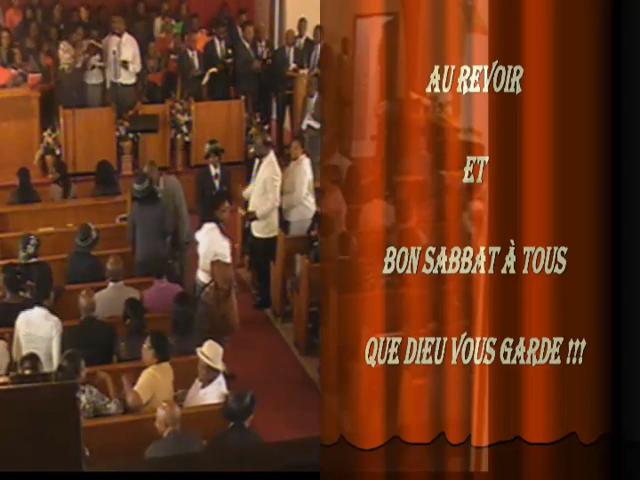 AU REVOIR
ET
BON SABBAT À TOUS
QUE DIEU VOUS GARDE !!!